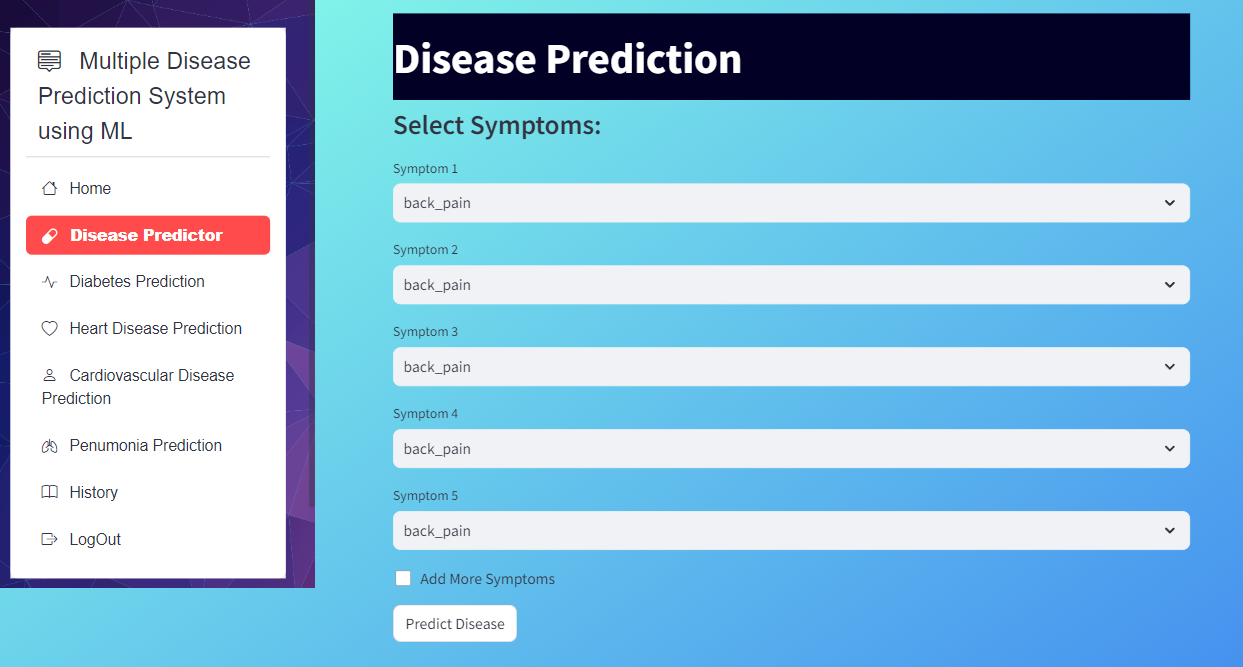 Multiple Disease
Prediction System
using ML
Home
Disease Predictor
Diabetes Prediction
Heart Disease Prediction
Cardiovascular Disease
Prediction
Penumonia Prediction
History
LogOut
Disease Prediction
Select Symptoms:
Symptom 1
back_pain
Symptom 2
back_pain
Symptom 3
back_pain
Symptom 4
back_pain
Symptom 5
back_pain
Add More Symptoms
Predict Disease